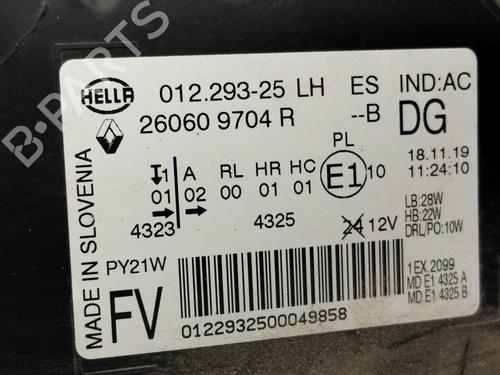 HELLA 012.293-25 LH ES IND:AC
26060 9704 R --B DG
PL
1 A RL HR HC E1 10 18.11.19
01 02 00 01 01 11:24:10
4323 4325 24 12V
LB:28W
HB:22W
DRL/PO:10W
MADE IN SLOVENIA
PY21W
FV
0122932500049858
1EX.2099
MD E1 4325 A
MD E1 4325 B
B-Parts